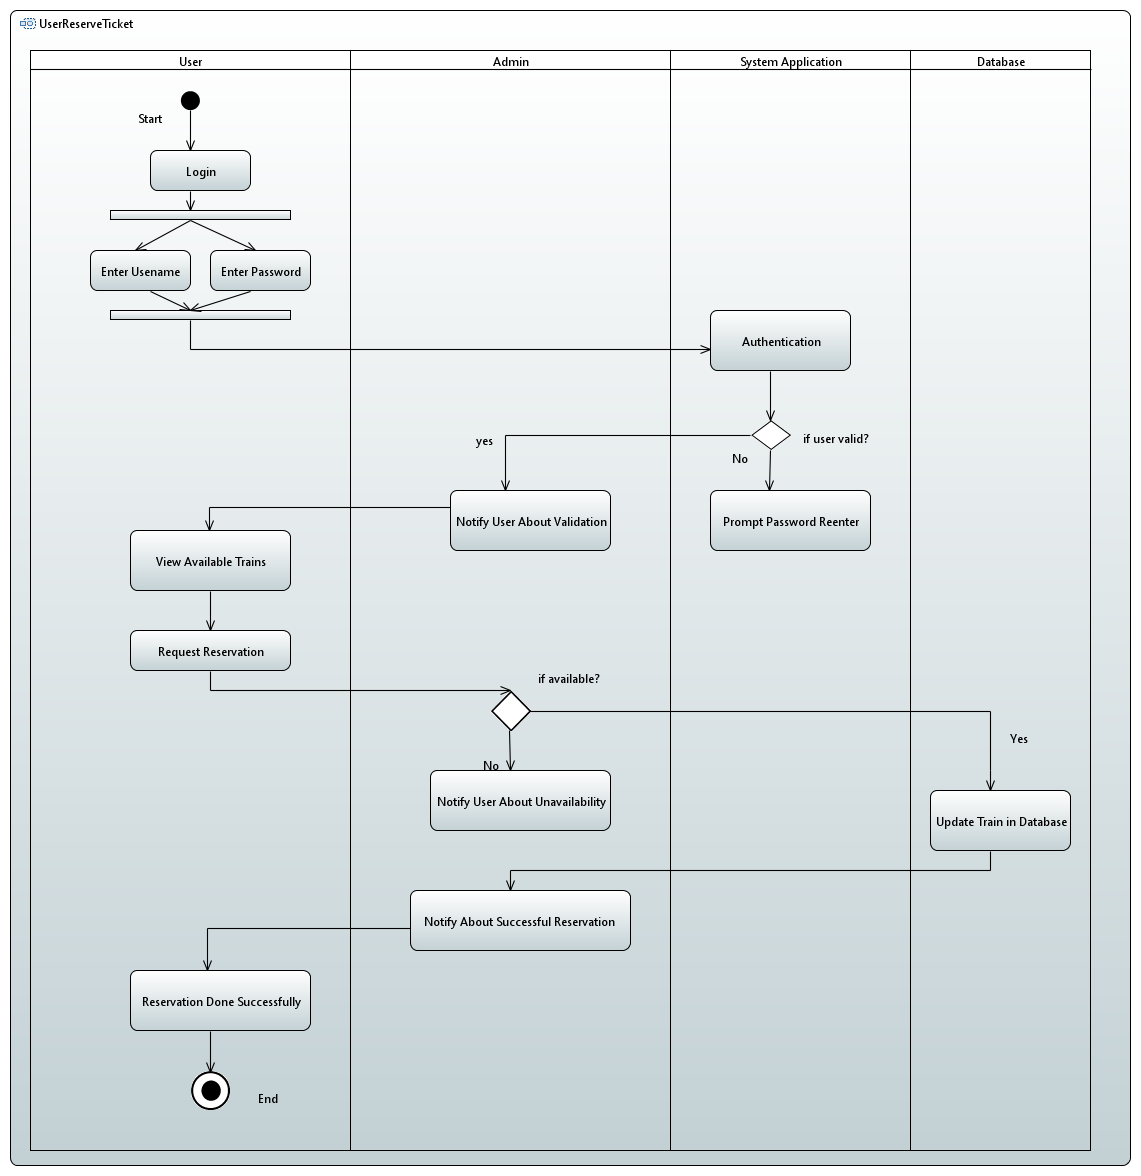 UserReserveTicket
User
Admin
System Application
Database
Start
Login
Enter Usename
Enter Password
Authentication
if user valid?
yes
No
Notify User About Validation
Prompt Password Reenter
View Available Trains
Request Reservation
if available?
Yes
No
Notify User About Unavailability
Update Train in Database
Notify About Successful Reservation
Reservation Done Successfully
End